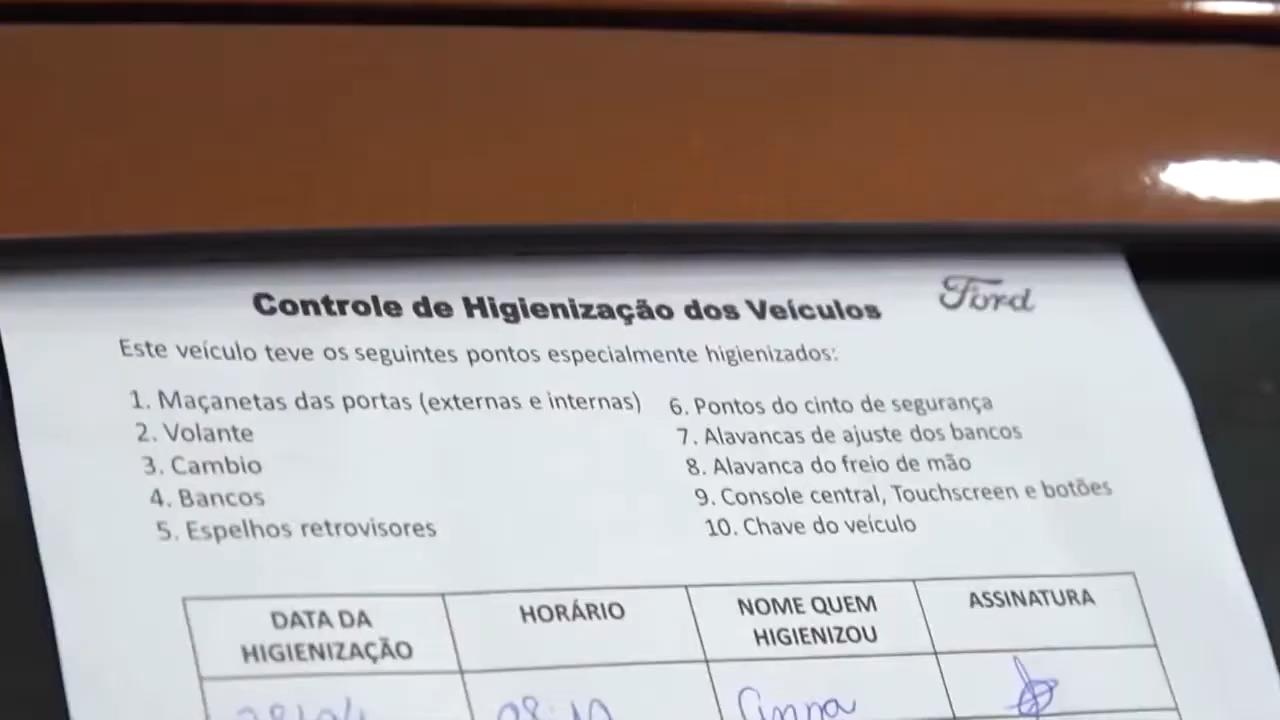 Controle de Higienização dos Veículos
Ford
Este veículo teve os seguintes pontos especialmente higienizados:
1. Maçanetas das portas (externas e internas)
2. Volante
3. Cambio
4. Bancos
5. Espelhos retrovisores
6. Pontos do cinto de segurança
7. Alavancas de ajuste dos bancos
8. Alavanca do freio de mão
9. Console central, Touchscreen e botões
10. Chave do veículo
DATA DA
HIGIENIZAÇÃO
HORÁRIO
NOME QUEM
HIGIENIZOU
ASSINATURA